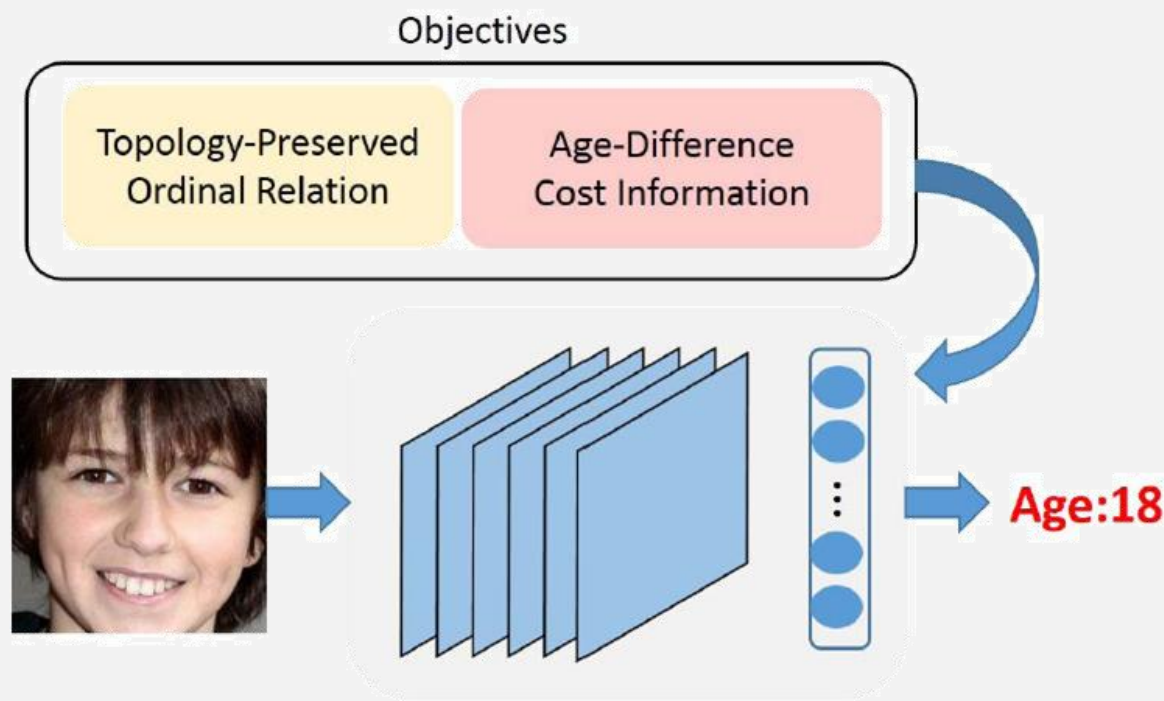 Objectives
Topology-Preserved
Ordinal Relation
Age-Difference
Cost Information
Age:18